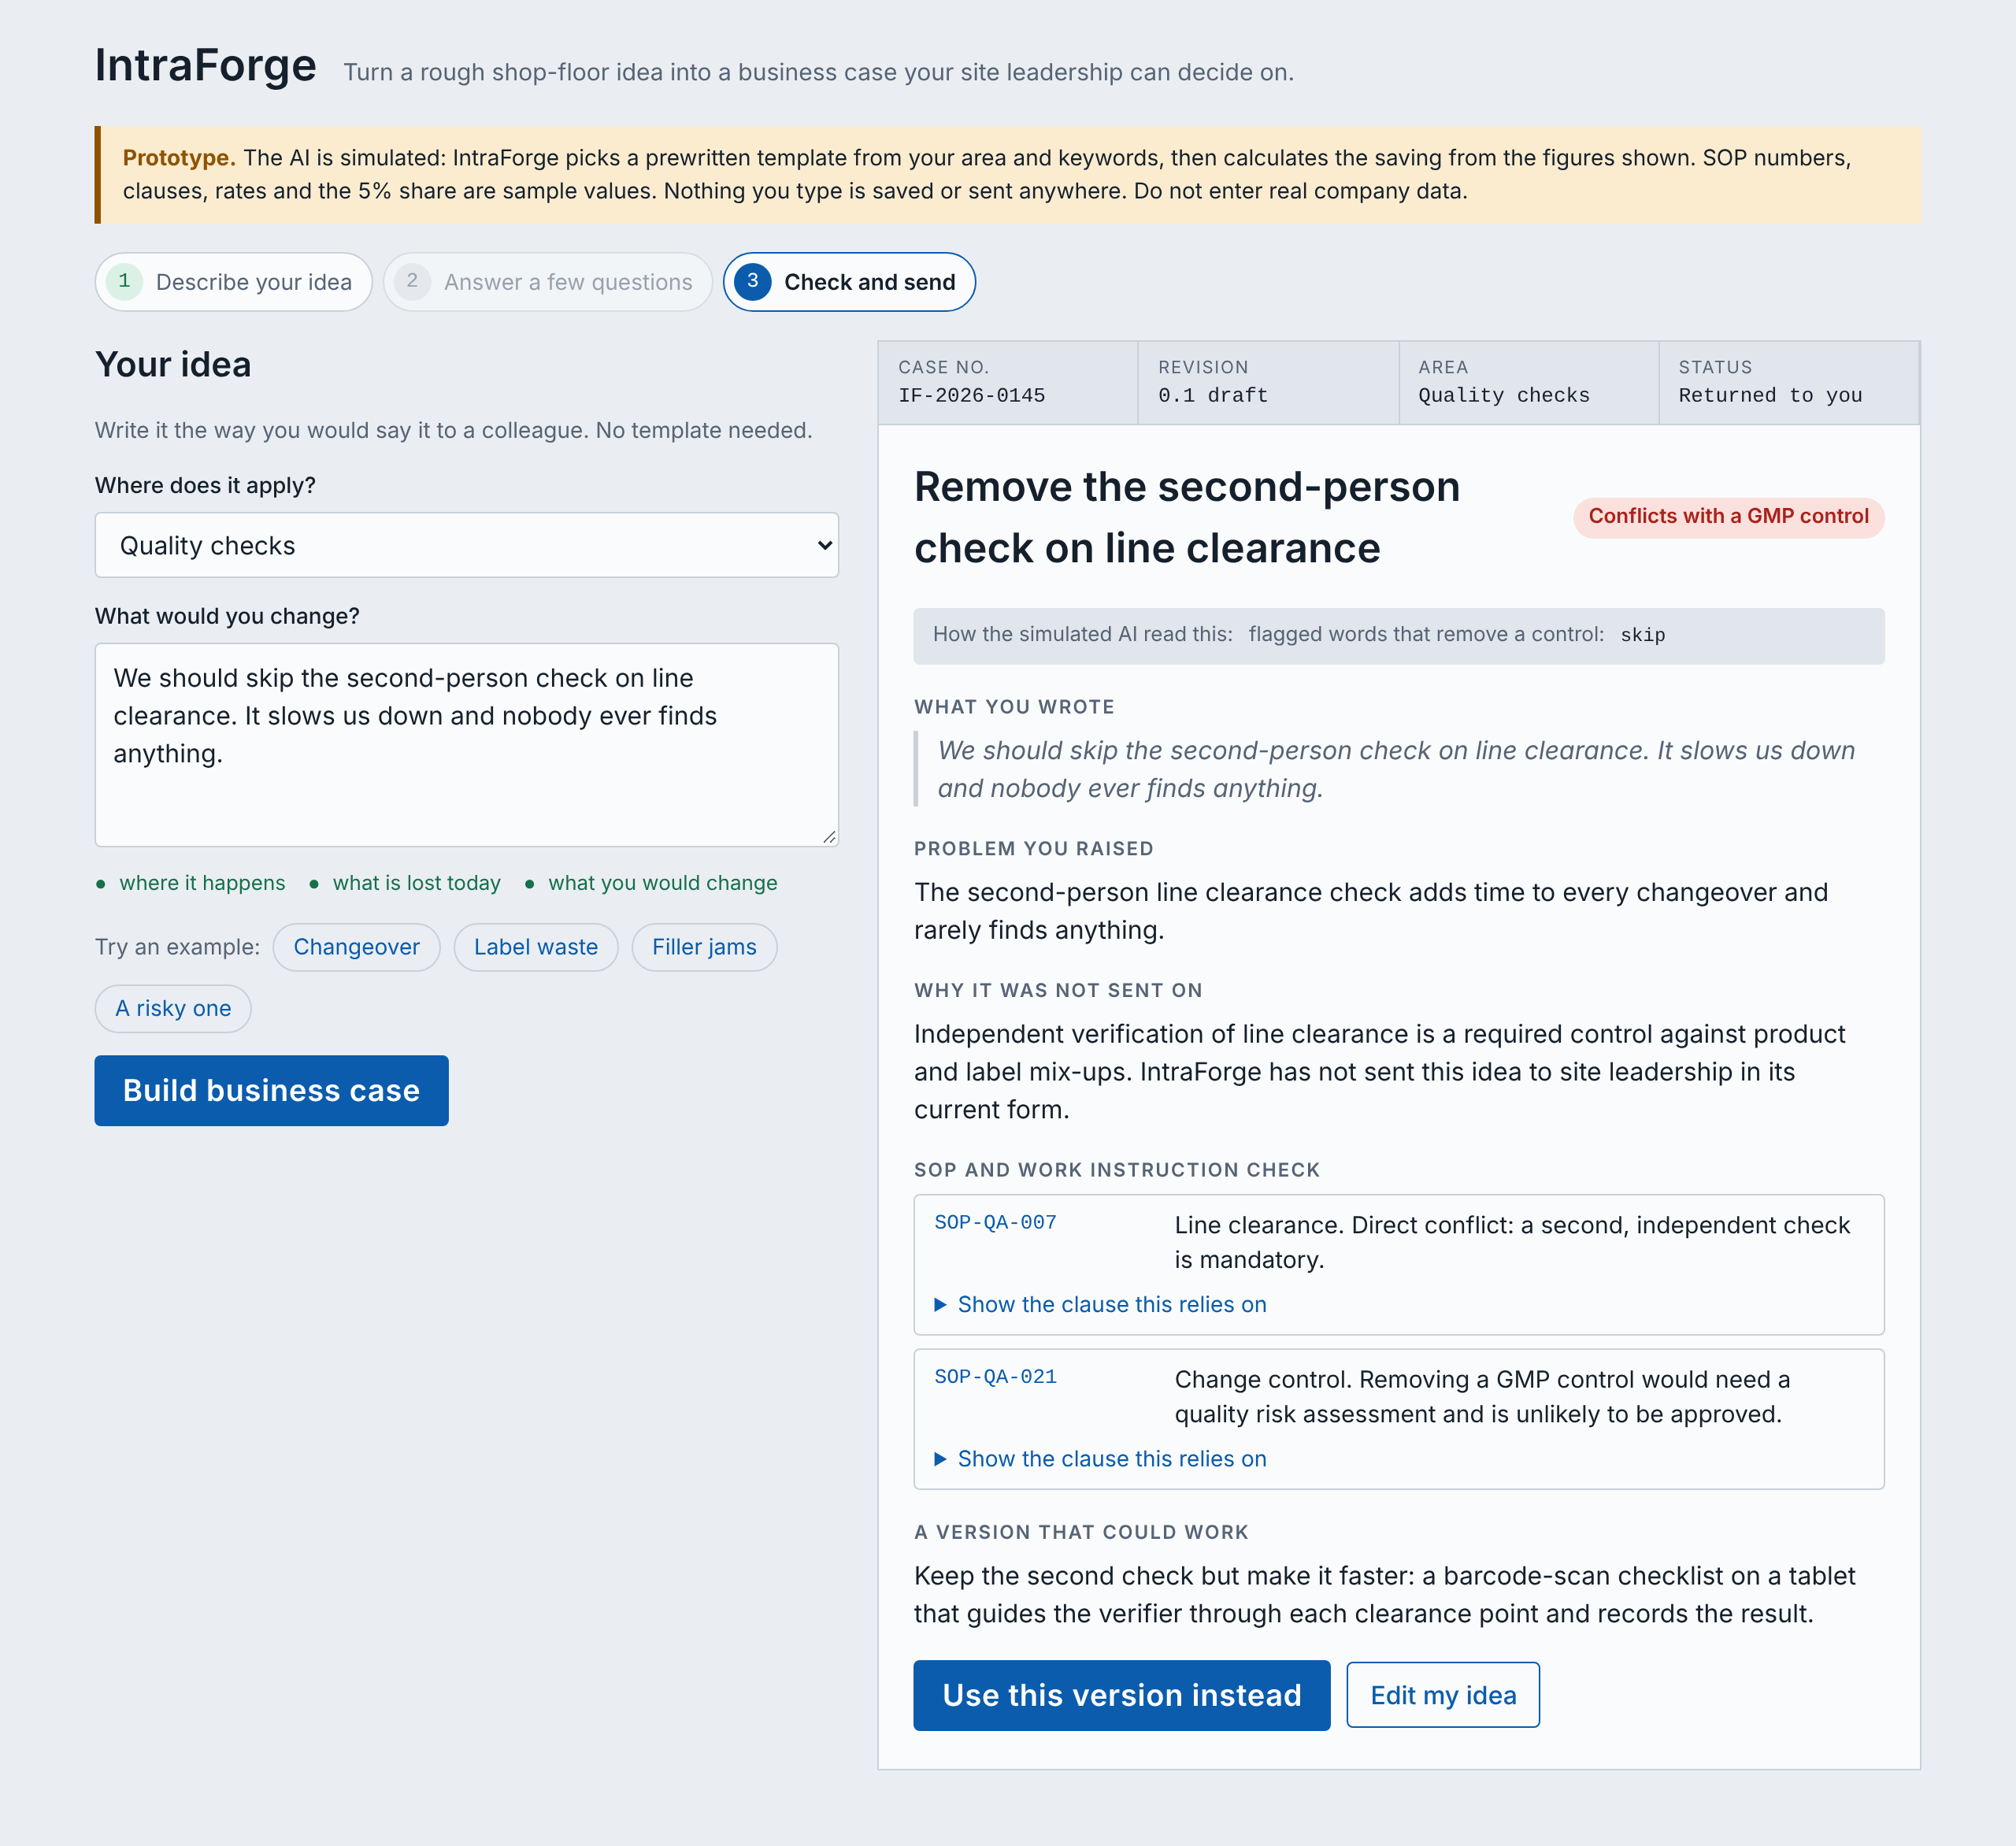 IntraForge Turn a rough shop-floor idea into a business case your site leadership can decide on.
Prototype. The AI is simulated: IntraForge picks a prewritten template from your area and keywords, then calculates the saving from the figures shown. SOP numbers,
clauses, rates and the 5% share are sample values. Nothing you type is saved or sent anywhere. Do not enter real company data.
1 Describe your idea
2 Answer a few questions
3 Check and send
Your idea
Write it the way you would say it to a colleague. No template needed.
Where does it apply?
Quality checks
What would you change?
We should skip the second-person check on line
clearance. It slows us down and nobody ever finds
anything.
where it happens
what is lost today
what you would change
Try an example:
Changeover
Label waste
Filler jams
A risky one
Build business case
CASE NO.
IF-2026-0145
REVISION
0.1 draft
AREA
Quality checks
STATUS
Returned to you
Remove the second-person
check on line clearance
Conflicts with a GMP control
How the simulated AI read this: flagged words that remove a control: skip
WHAT YOU WROTE
We should skip the second-person check on line clearance. It slows us down
and nobody ever finds anything.
PROBLEM YOU RAISED
The second-person line clearance check adds time to every changeover and
rarely finds anything.
WHY IT WAS NOT SENT ON
Independent verification of line clearance is a required control against product
and label mix-ups. IntraForge has not sent this idea to site leadership in its
current form.
SOP AND WORK INSTRUCTION CHECK
SOP-QA-007
Line clearance. Direct conflict: a second, independent check
is mandatory.
Show the clause this relies on
SOP-QA-021
Change control. Removing a GMP control would need a
quality risk assessment and is unlikely to be approved.
Show the clause this relies on
A VERSION THAT COULD WORK
Keep the second check but make it faster: a barcode-scan checklist on a tablet
that guides the verifier through each clearance point and records the result.
Use this version instead
Edit my idea